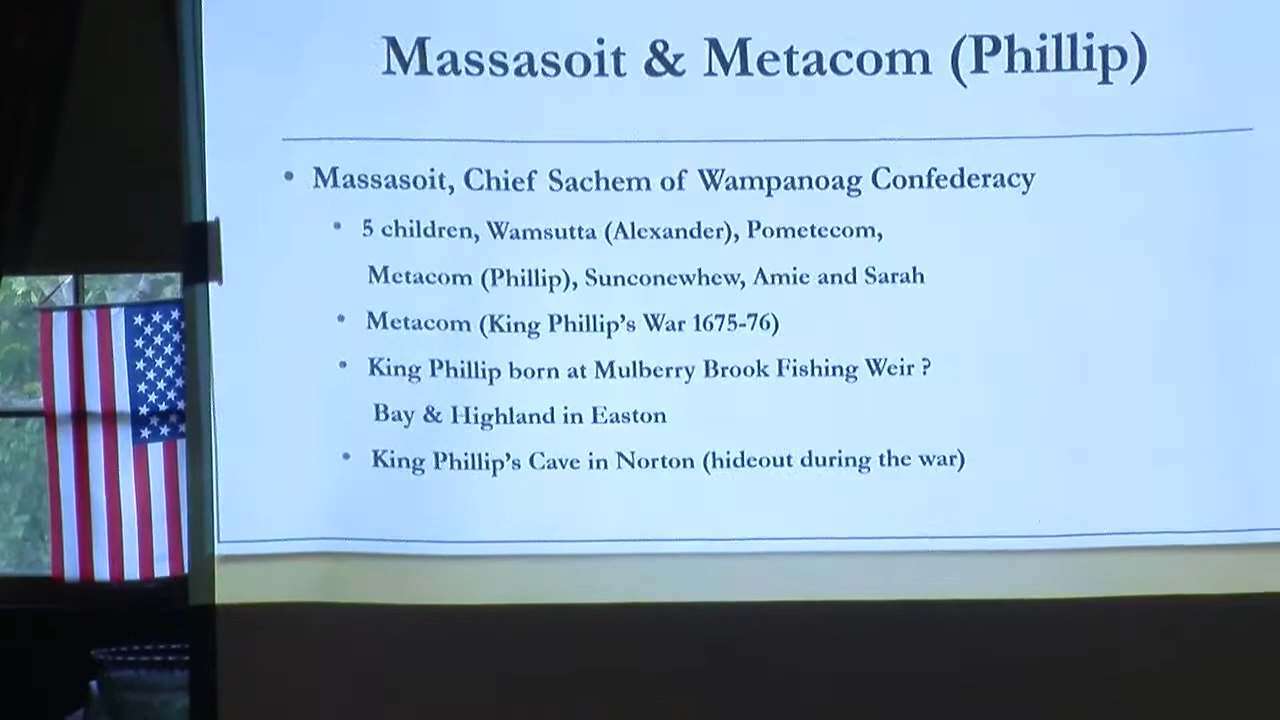 Massasoit & Metacom (Phillip)
• Massasoit, Chief Sachem of Wampanoag Confederacy
• 5 children, Wamsutta (Alexander), Pometecom,
Metacom (Phillip), Sunconewhew, Amie and Sarah
• Metacom (King Phillip's War 1675-76)
• King Phillip born at Mulberry Brook Fishing Weir ?
Bay & Highland in Easton
• King Phillip's Cave in Norton (hideout during the war)